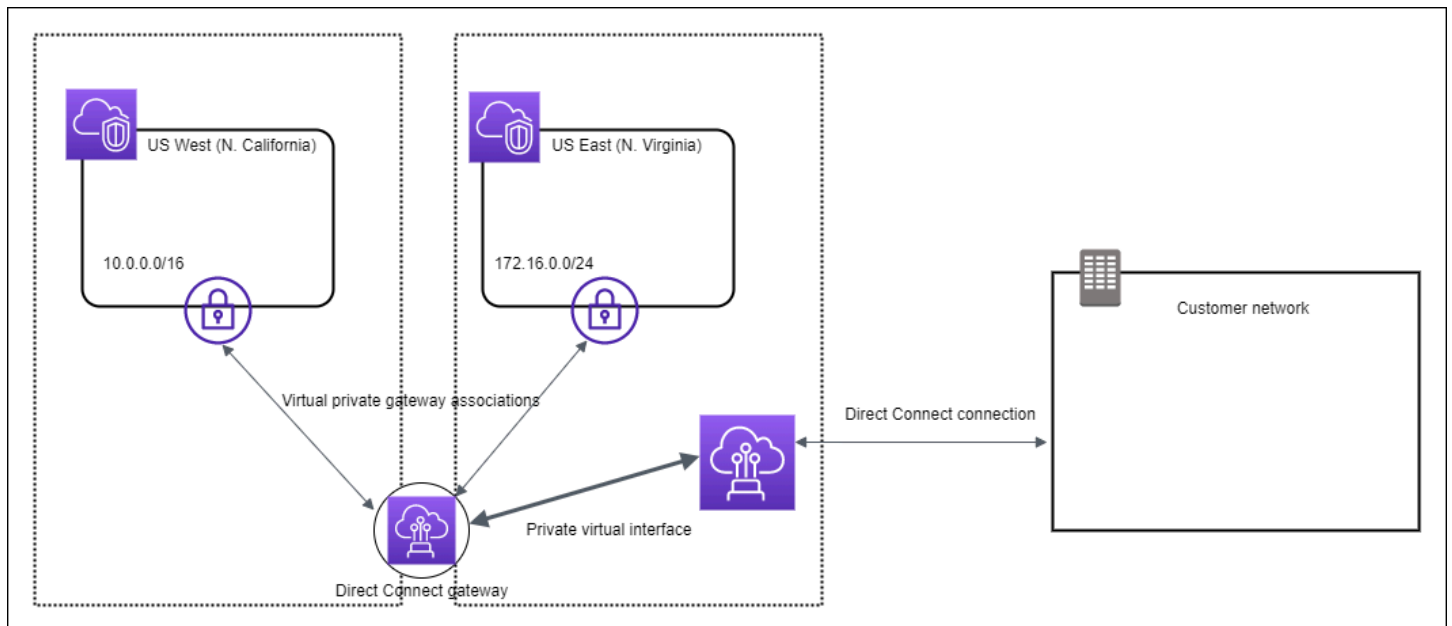 US West (N. California)
US East (N. Virginia)
10.0.0.0/16
172.16.0.0/24
Customer network
Virtual private gateway associations
Direct Connect connection
Private virtual interface
Direct Connect gateway